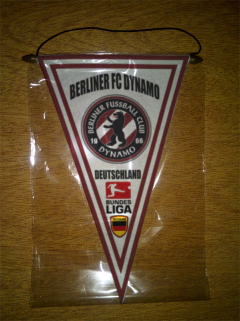 BERLINER FC DYNAMO
BERLINER FUSSBALL CLUB
19 66
DYNAMO
DEUTSCHLAND
BUNDES
LIGA